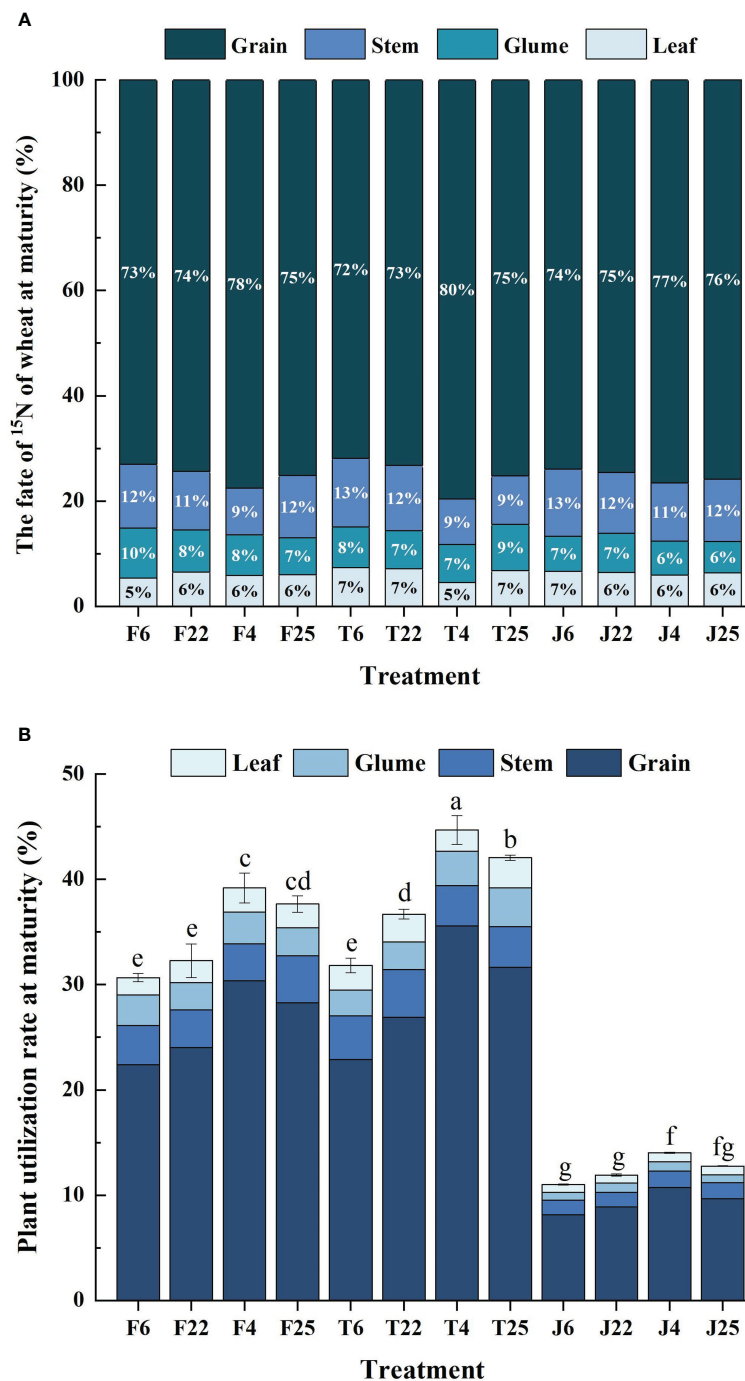 A
Grain Stem Glume Leaf
The fate of ¹⁵N of wheat at maturity (%)
100
80
60
40
20
0
73% 74% 78% 75% 72% 73% 80% 75% 74% 75% 77% 76%
12% 11% 9% 12% 13% 12% 9% 9% 13% 12% 11% 12%
10% 8% 8% 7% 8% 7% 7% 9% 7% 7% 6% 6%
5% 6% 6% 6% 7% 7% 5% 7% 7% 6% 6% 6%
F6 F22 F4 F25 T6 T22 T4 T25 J6 J22 J4 J25
Treatment
B
Leaf Glume Stem Grain
Plant utilization rate at maturity (%)
50
40
30
20
10
0
e e c cd e d a b g g f fg
F6 F22 F4 F25 T6 T22 T4 T25 J6 J22 J4 J25
Treatment